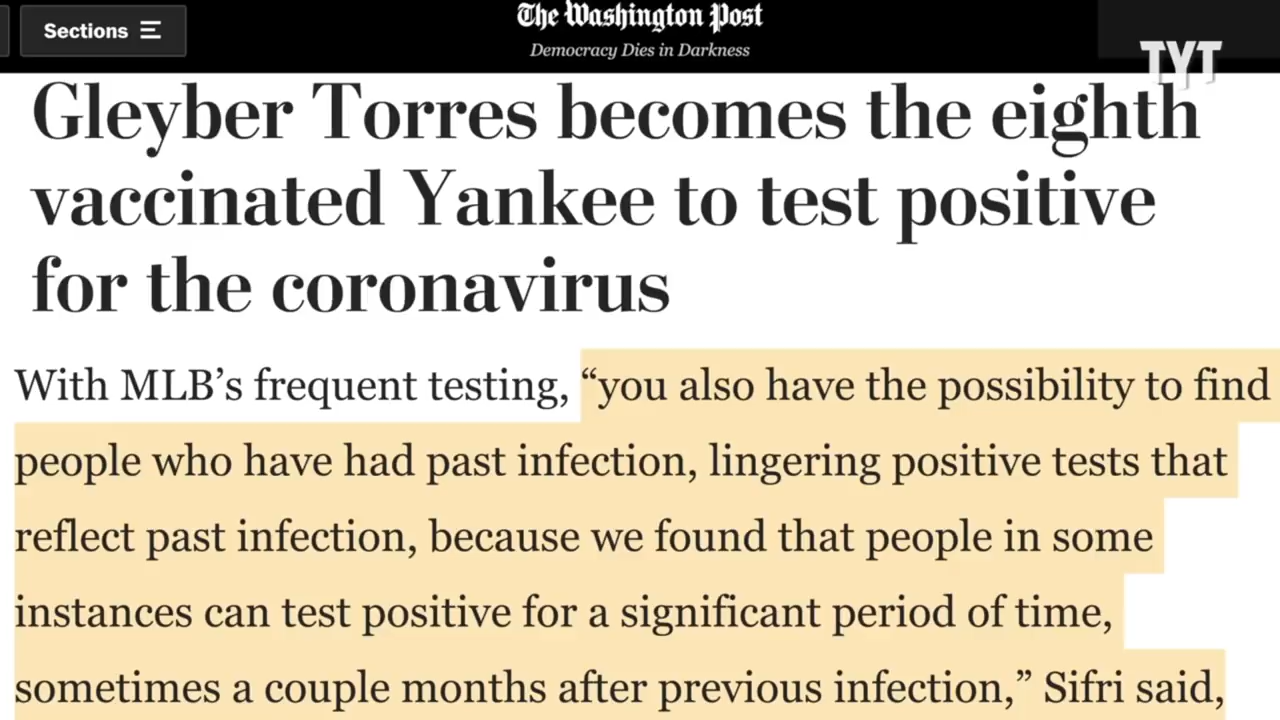 Sections
The Washington Post
Democracy Dies in Darkness
TYT
Gleyber Torres becomes the eighth
vaccinated Yankee to test positive
for the coronavirus
With MLB’s frequent testing, “you also have the possibility to find
people who have had past infection, lingering positive tests that
reflect past infection, because we found that people in some
instances can test positive for a significant period of time,
sometimes a couple months after previous infection,” Sifri said,